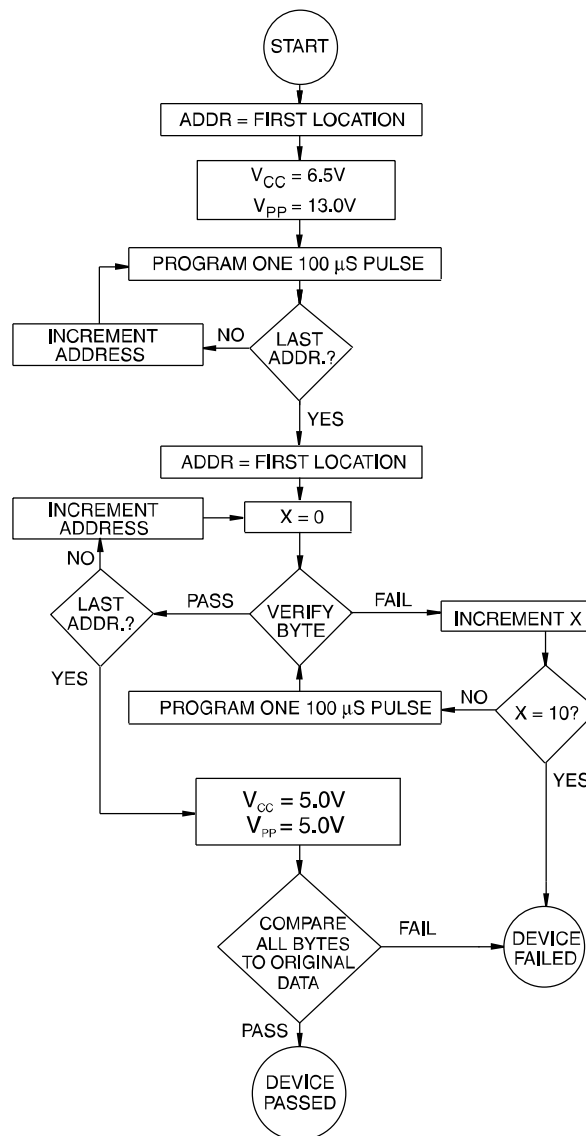 START
ADDR = FIRST LOCATION
VCC = 6.5V
VPP = 13.0V
PROGRAM ONE 100 µS PULSE
INCREMENT
ADDRESS
NO
LAST
ADDR.?
YES
ADDR = FIRST LOCATION
INCREMENT
ADDRESS
X = 0
NO
LAST
ADDR.?
PASS
VERIFY
BYTE
FAIL
INCREMENT X
YES
PROGRAM ONE 100 µS PULSE
NO
X = 10?
YES
VCC = 5.0V
VPP = 5.0V
COMPARE
ALL BYTES
TO ORIGINAL
DATA
FAIL
DEVICE
FAILED
PASS
DEVICE
PASSED